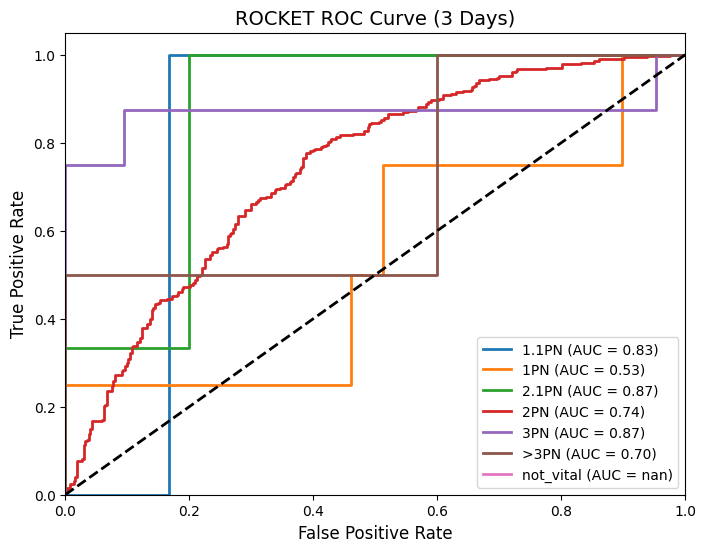 ROCKET ROC Curve (3 Days)
True Positive Rate
1.0
0.8
0.6
0.4
0.2
0.0
0.0 0.2 0.4 0.6 0.8 1.0
False Positive Rate
1.1PN (AUC = 0.83)
1PN (AUC = 0.53)
2.1PN (AUC = 0.87)
2PN (AUC = 0.74)
3PN (AUC = 0.87)
>3PN (AUC = 0.70)
not_vital (AUC = nan)